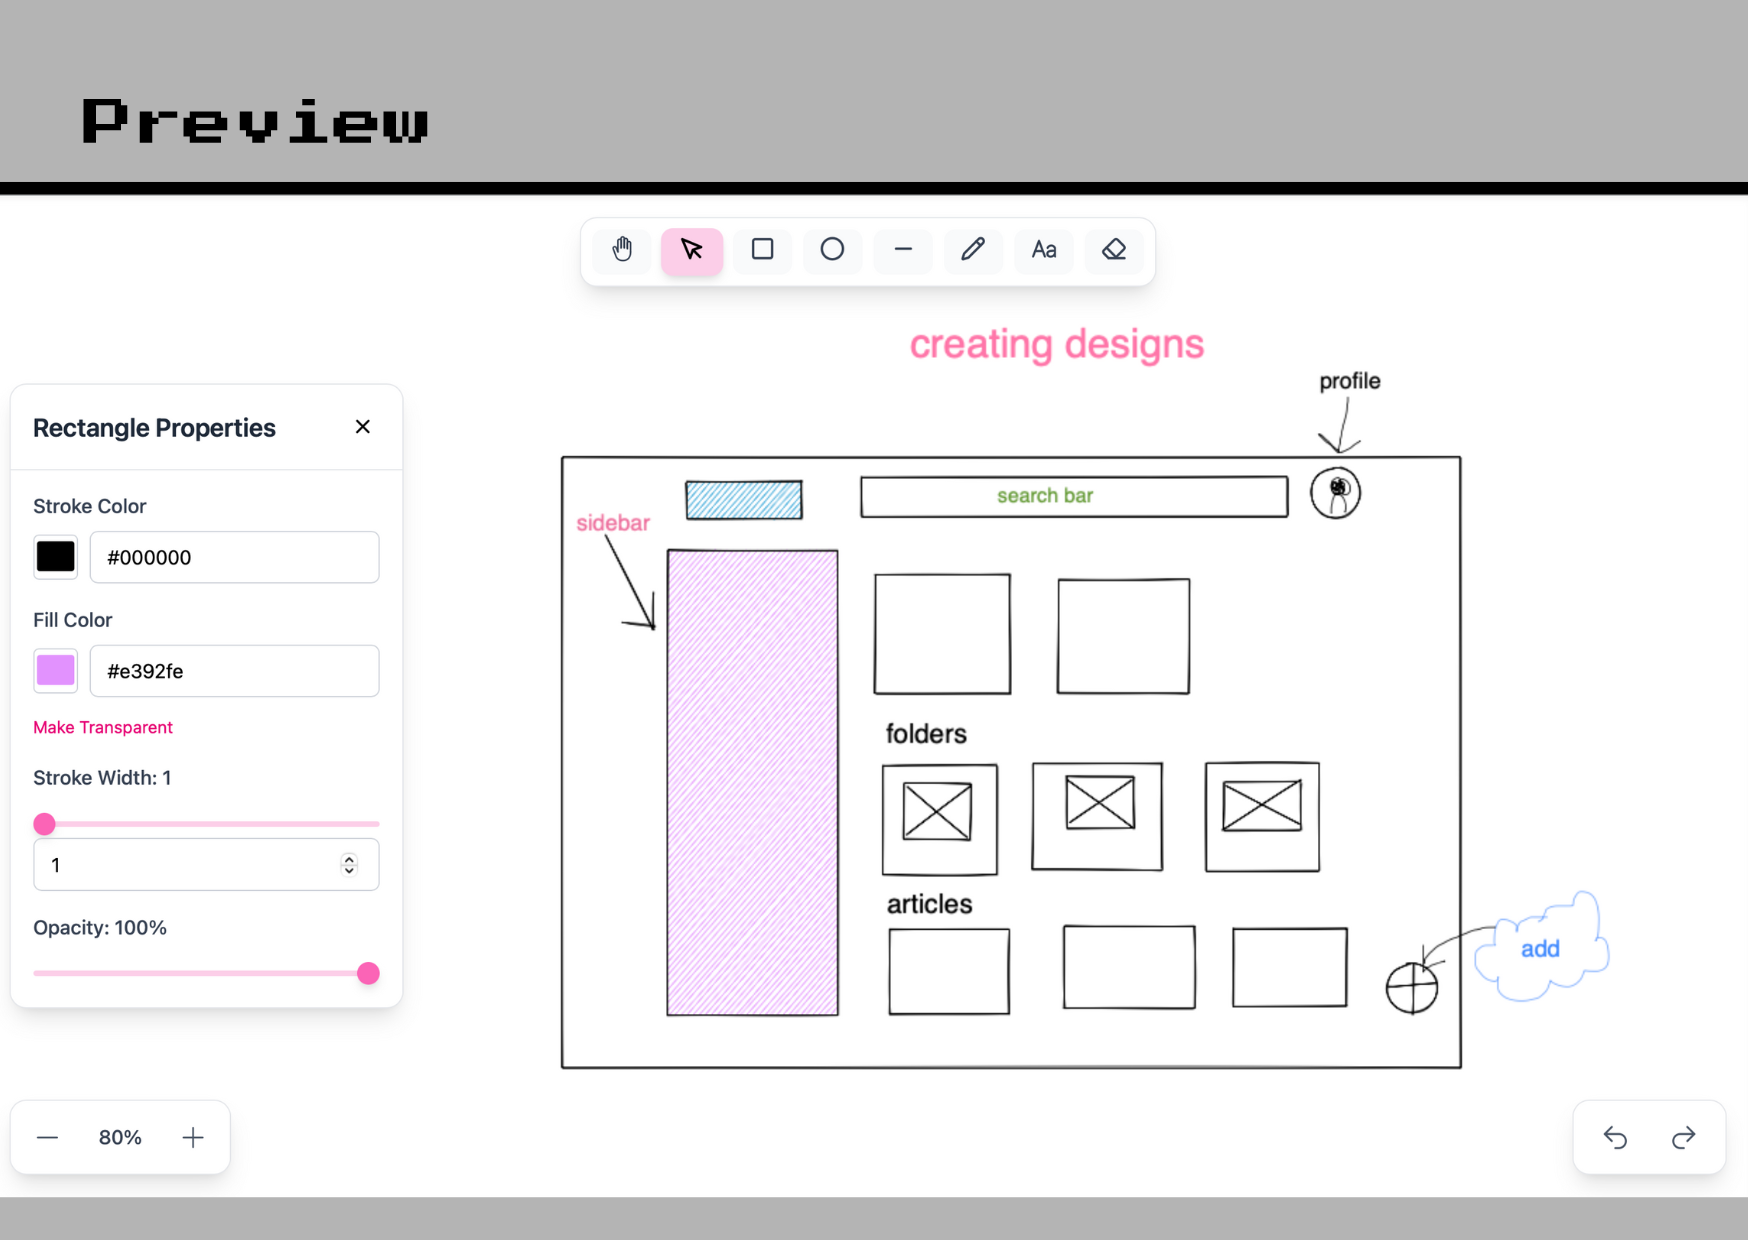 Preview
Aa
creating designs
profile
Rectangle Properties
Stroke Color
#000000
Fill Color
#e392fe
Make Transparent
Stroke Width: 1
1
Opacity: 100%
search bar
sidebar
folders
articles
add
80%